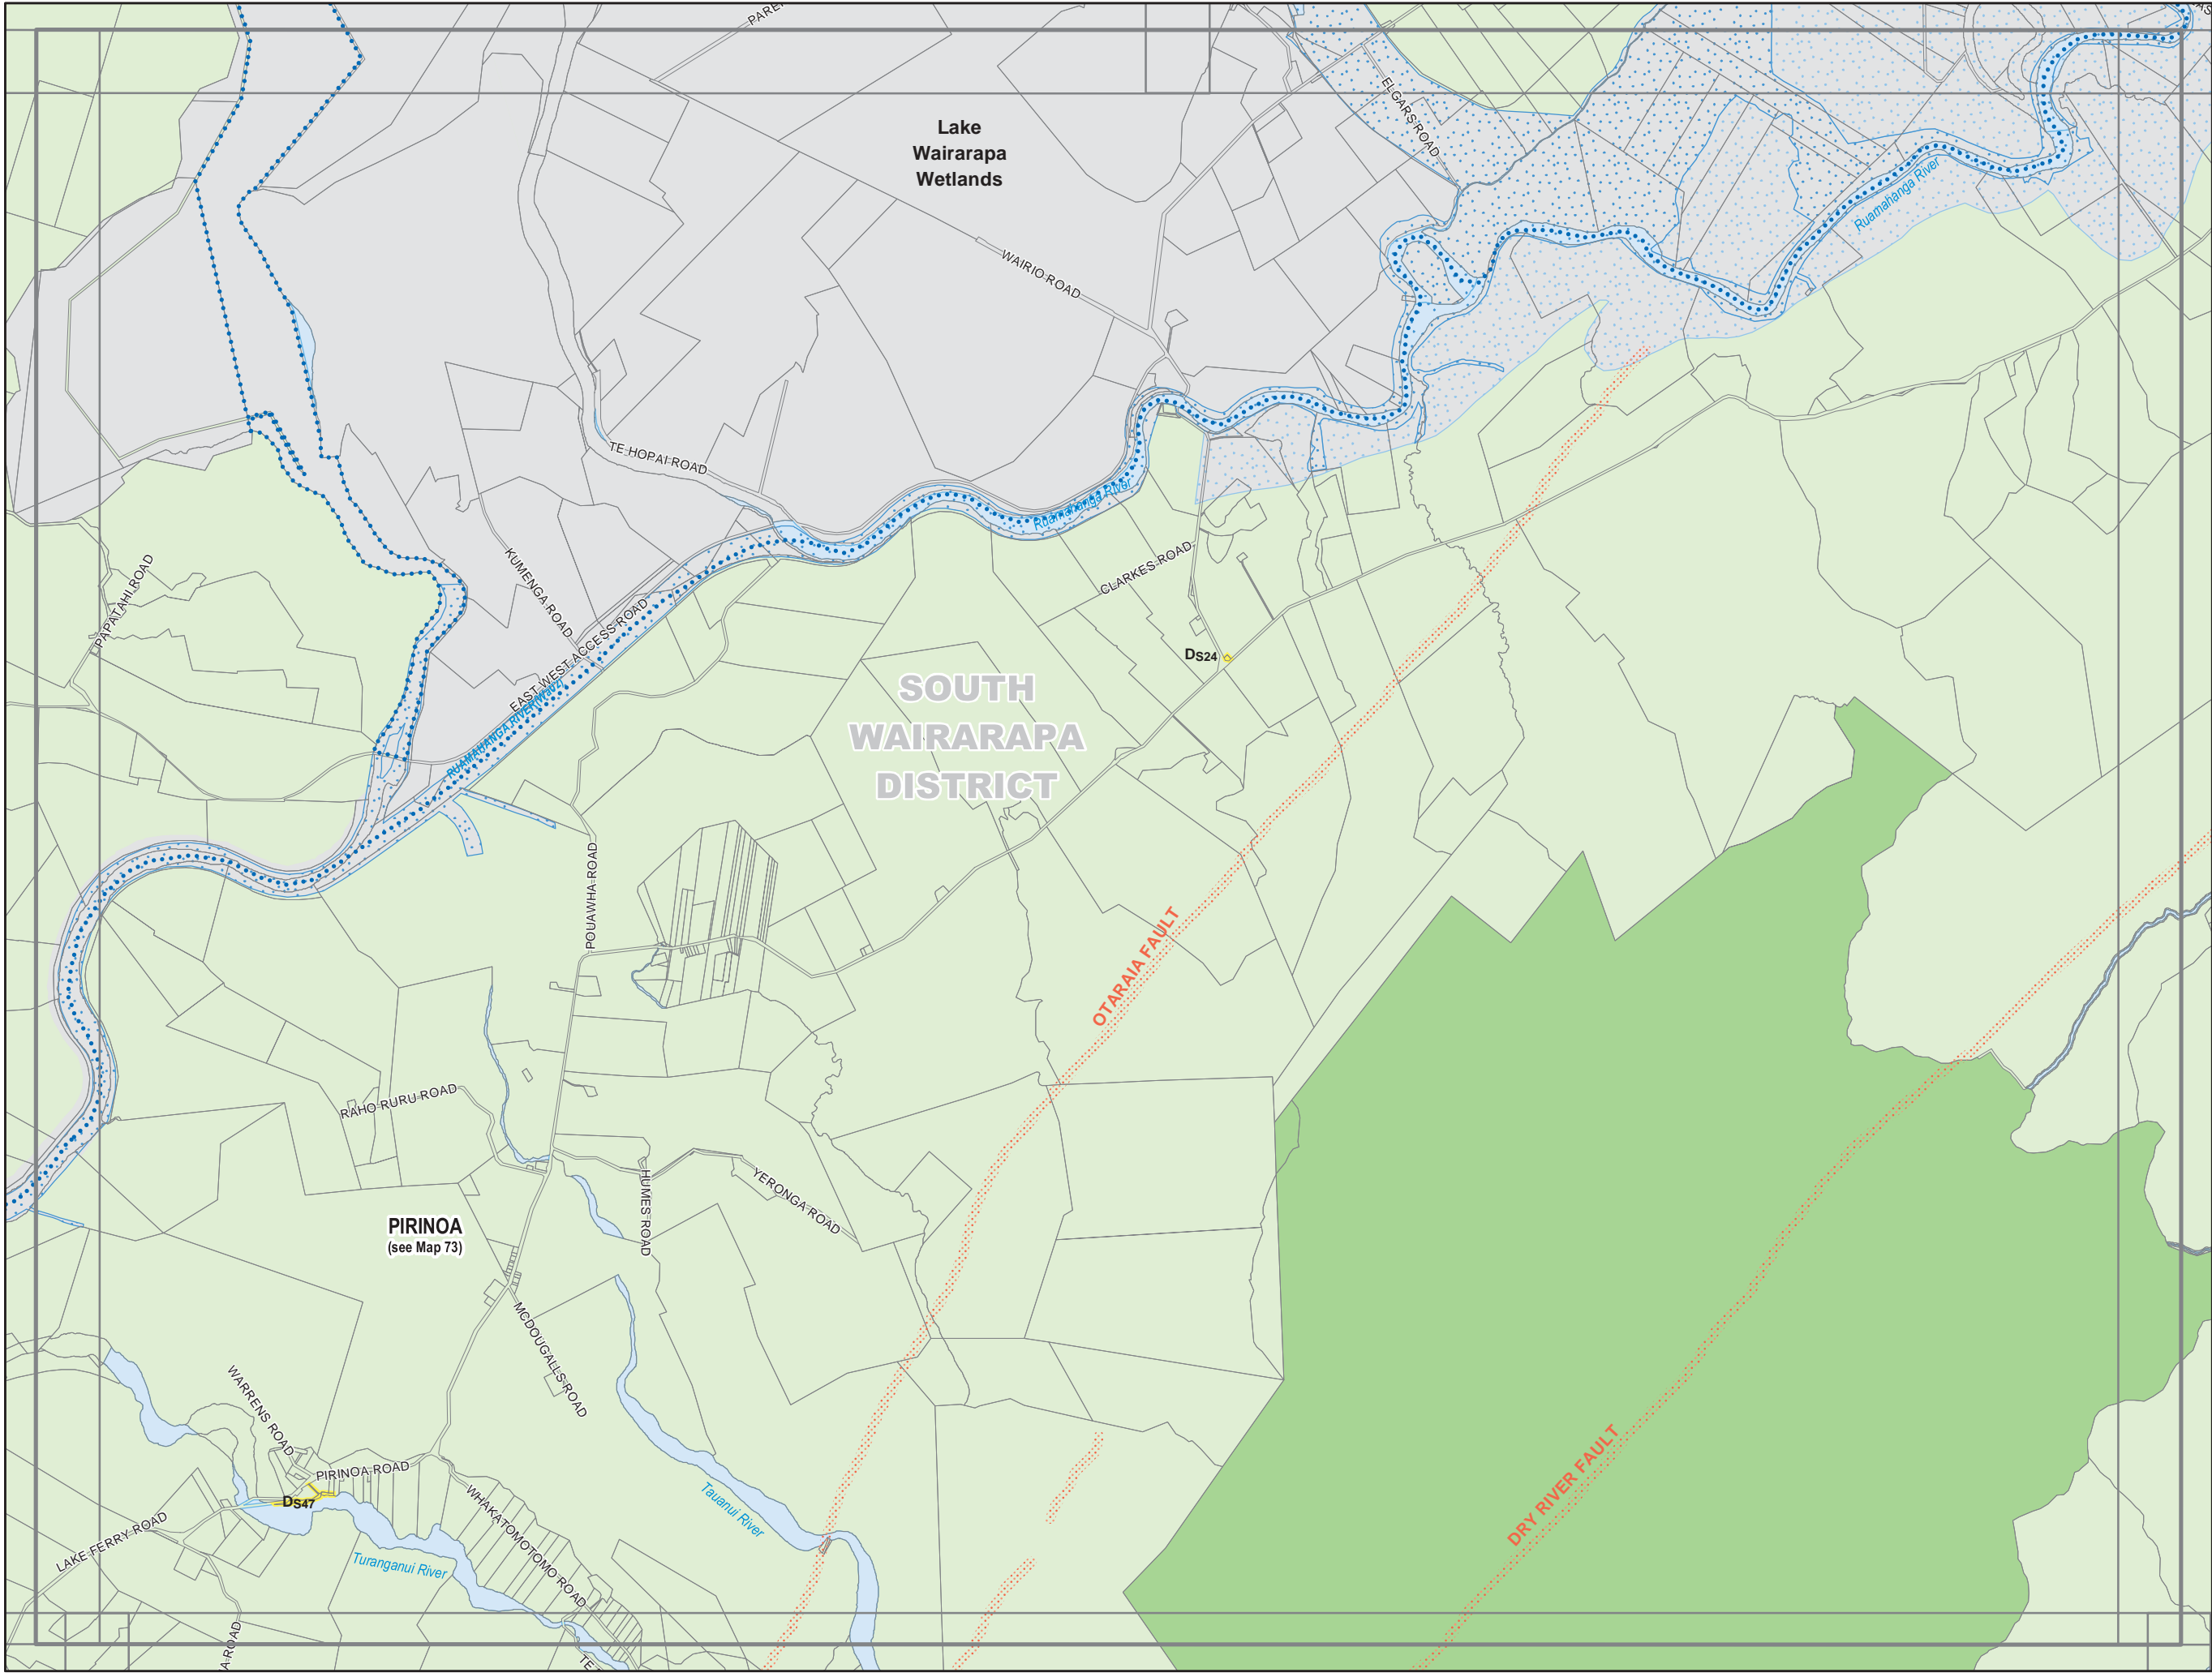 ELGARS ROAD
Lake
Wairarapa
Wetlands
Ruamahanga River
WAIRIO ROAD
TE HOPAI ROAD
Ruamahanga River
KUMENGA ROAD
CLARKES ROAD
PAPATAHI ROAD
EAST WEST ACCESS ROAD
DS24
SOUTH
WAIRARAPA
DISTRICT
POUAWHA ROAD
OTARAIA FAULT
RAHO RURU ROAD
HUMES ROAD
YERONGA ROAD
PIRINOA
(see Map 73)
MCDOUGALLS ROAD
WARRENS ROAD
PIRINOA ROAD
DS47
WHAKATOMOTOMO ROAD
Tauanui River
DRY RIVER FAULT
LAKE FERRY ROAD
Turanganui River